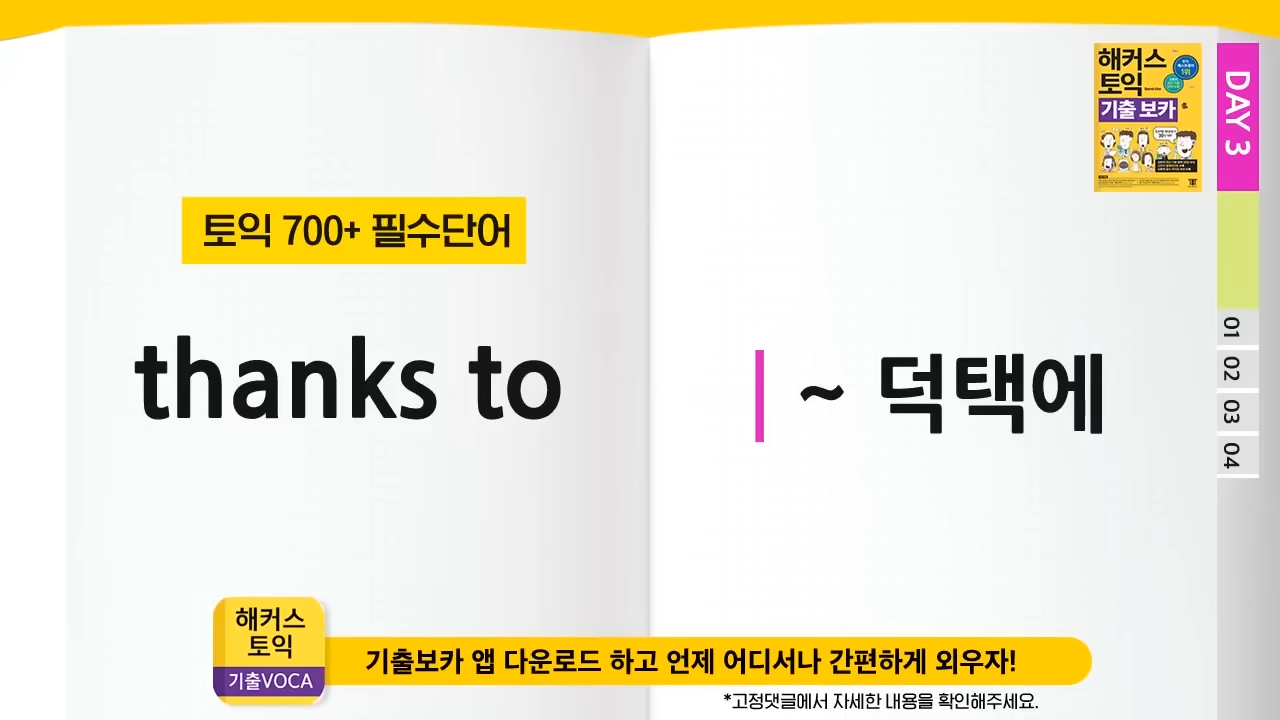 토익 700+ 필수단어
thanks to
~ 덕택에
해커스
토익
기출 보카
1위
DAY 3
01
02
03
04
해커스
토익
기출VOCA
기출보카 앱 다운로드 하고 언제 어디서나 간편하게 외우자!
*고정댓글에서 자세한 내용을 확인해주세요.